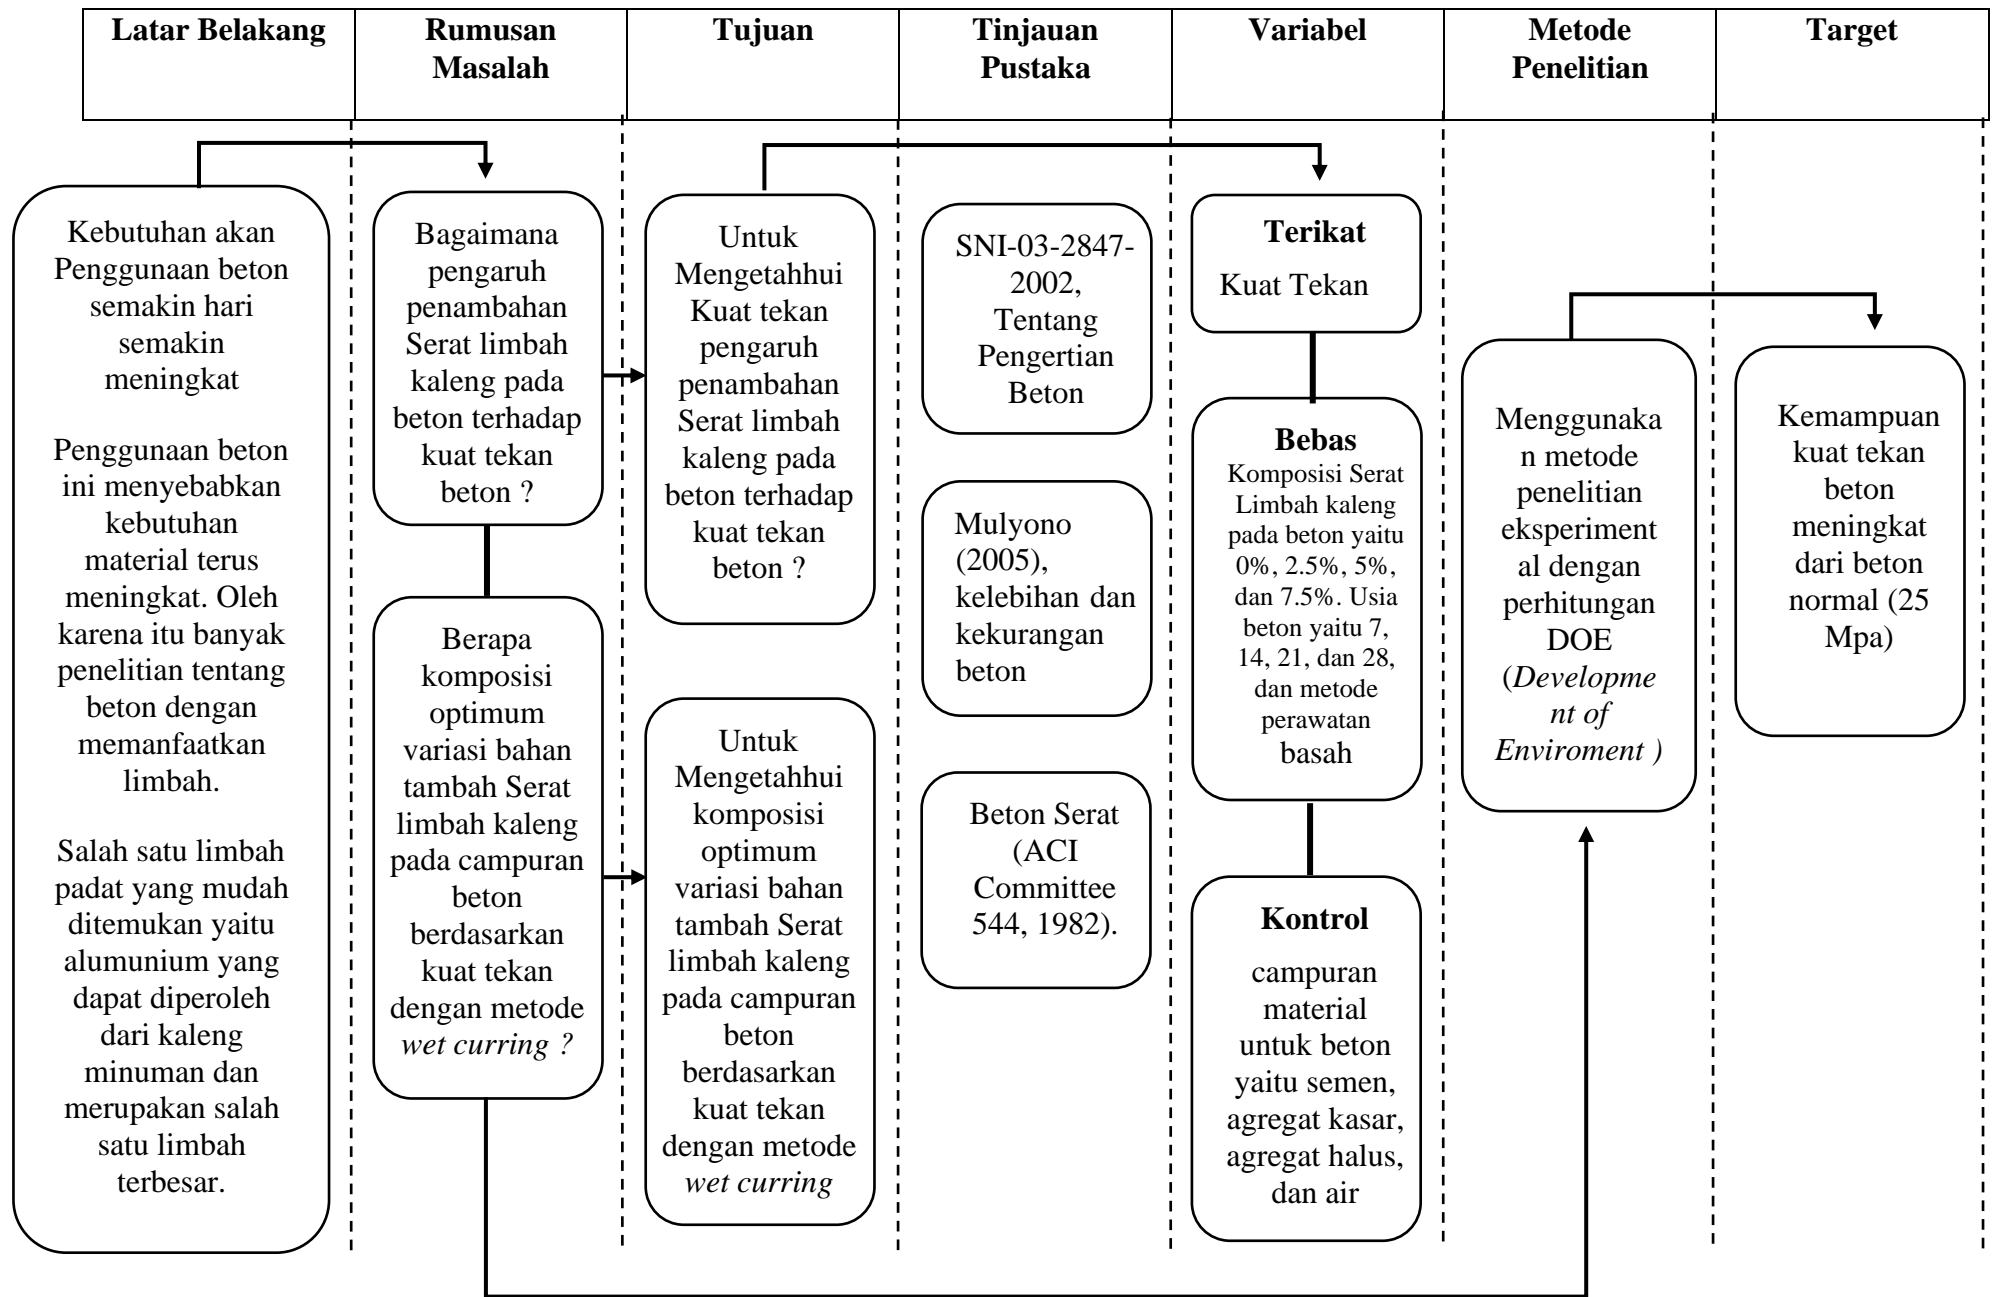 Latar Belakang
Rumusan
Masalah
Tujuan
Tinjauan
Pustaka
Variabel
Metode
Penelitian
Target
Kebutuhan akan
Penggunaan beton
semakin hari
semakin
meningkat
Penggunaan beton
ini menyebabkan
kebutuhan
material terus
meningkat. Oleh
karena itu banyak
penelitian tentang
beton dengan
memanfaatkan
limbah.
Salah satu limbah
padat yang mudah
ditemukan yaitu
alumunium yang
dapat diperoleh
dari kaleng
minuman dan
merupakan salah
satu limbah
terbesar.
Bagaimana
pengaruh
penambahan
Serat limbah
kaleng pada
beton terhadap
kuat tekan
beton ?
Berapa
komposisi
optimum
variasi bahan
tambah Serat
limbah kaleng
pada campuran
beton
berdasarkan
kuat tekan
dengan metode
wet curring ?
Untuk
Mengetahhui
Kuat tekan
pengaruh
penambahan
Serat limbah
kaleng pada
beton terhadap
kuat tekan
beton ?
Untuk
Mengetahhui
komposisi
optimum
variasi bahan
tambah Serat
limbah kaleng
pada campuran
beton
berdasarkan
kuat tekan
dengan metode
wet curring
SNI-03-2847-
2002,
Tentang
Pengertian
Beton
Mulyono
(2005),
kelebihan dan
kekurangan
beton
Beton Serat
(ACI
Committee
544, 1982).
Terikat
Kuat Tekan
Bebas
Komposisi Serat
Limbah kaleng
pada beton yaitu
0%, 2.5%, 5%,
dan 7.5%. Usia
beton yaitu 7,
14, 21, dan 28,
dan metode
perawatan
basah
Kontrol
campuran
material
untuk beton
yaitu semen,
agregat kasar,
agregat halus,
dan air
Menggunaka
n metode
penelitian
eksperiment
al dengan
perhitungan
DOE
(Developme
nt of
Enviroment )
Kemampuan
kuat tekan
beton
meningkat
dari beton
normal (25
Mpa)